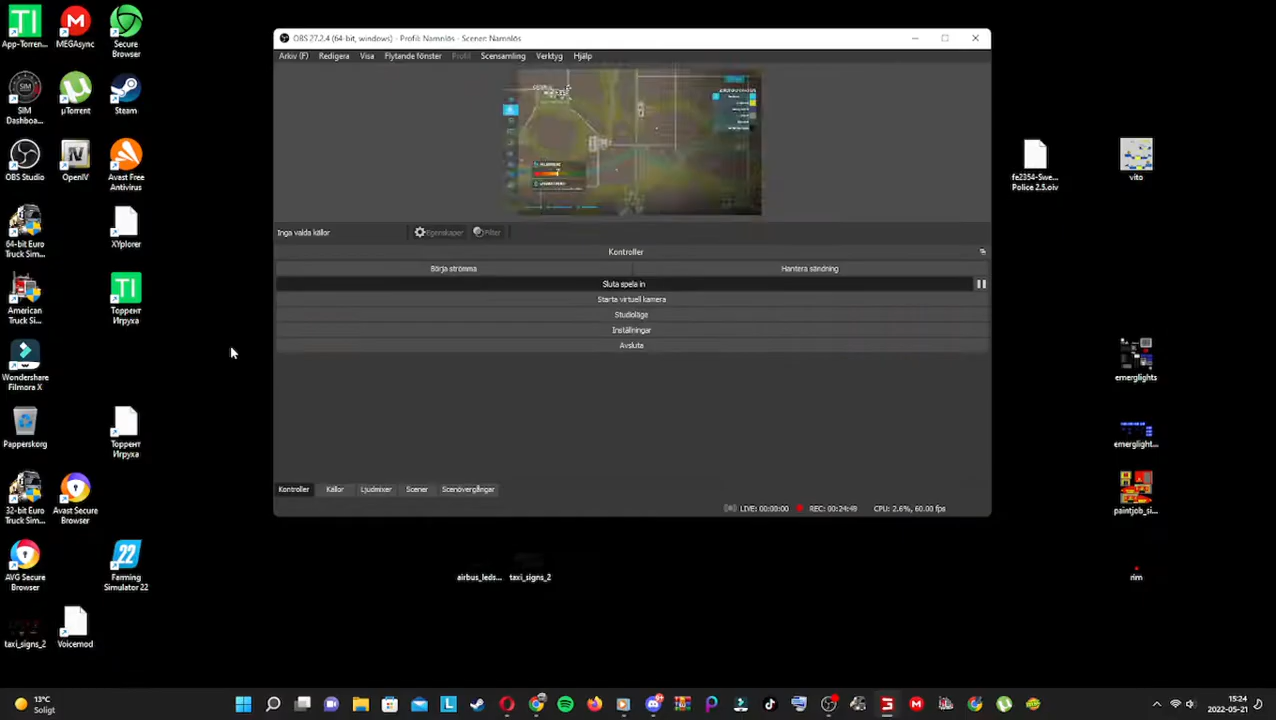 App-Torren...
MEGAsync
Secure
Browser
SIM
Dashboa...
µTorrent
Steam
OBS Studio
OpenIV
Avast Free
Antivirus
64-bit Euro
Truck Sim...
XYplorer
American
Truck Si...
Торрент
Игруха
Wondershare
Filmora X
Papperskorg
Торрент
Игруха
32-bit Euro
Truck Sim...
Avast Secure
Browser
AVG Secure
Browser
Farming
Simulator 22
taxi_signs_2
Voicemod
OBS 27.2.4 (64-bit, windows) - Profil: Namnlös - Scener: Namnlös
Arkiv (F) Redigera Visa Flytande fönster Profil Scensamling Verktyg Hjälp
Inga valda källor Egenskaper Filter
Kontroller
Börja strömma Hantera sändning
Sluta spela in
Starta virtuell kamera
Studioläge
Inställningar
Avsluta
Kontroller Källor Ljudmixer Scener Scenövergångar
LIVE: 00:00:00 REC: 00:24:49 CPU: 2.6%, 60.00 fps
airbus_leds... taxi_signs_2
fe2354-Swe...
Police 2.5.oiv
vito
emerglights
emerglight...
paintjob_si...
rim
13°C
Soligt
15:24
2022-05-21